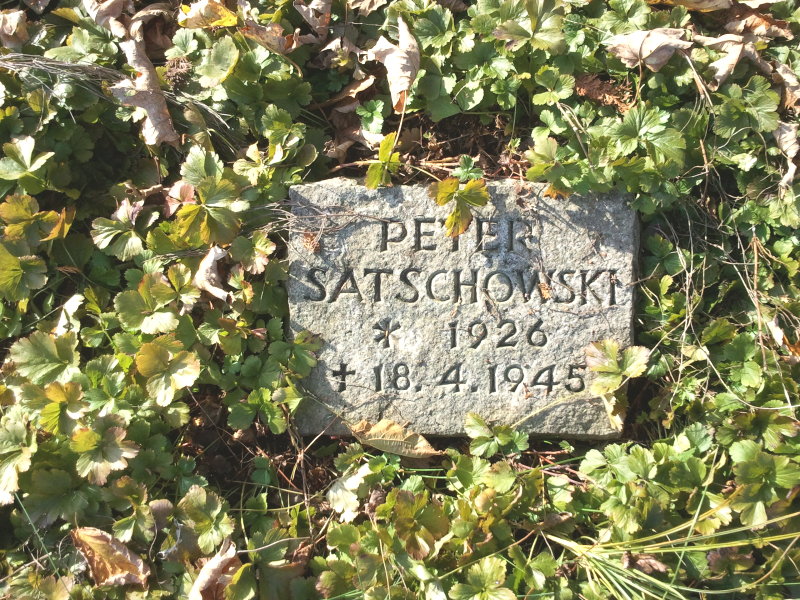 PETER
SATSCHOWSKI
* 1926
✝ 18.4.1945